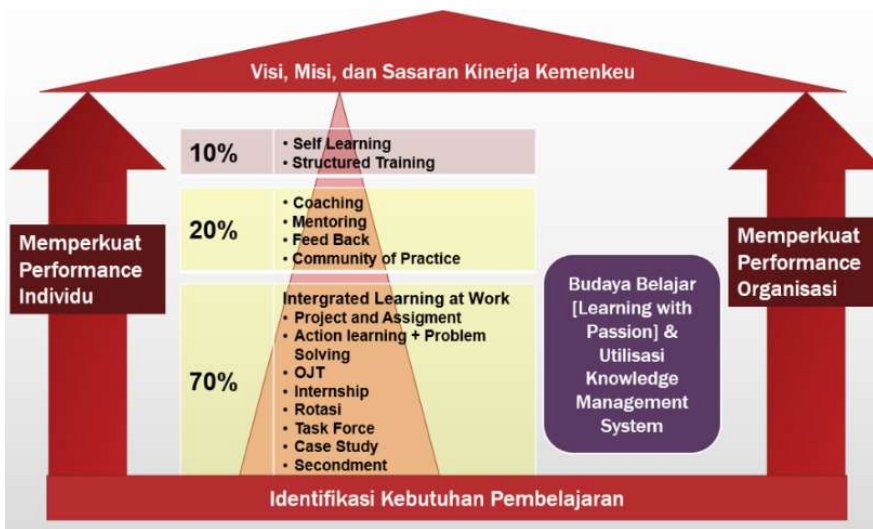 Visi, Misi, dan Sasaran Kinerja Kemenkeu
10%
• Self Learning
• Structured Training
20%
• Coaching
• Mentoring
• Feed Back
• Community of Practice
70%
Intergrated Learning at Work
• Project and Assigment
• Action learning + Problem
Solving
• OJT
• Internship
• Rotasi
• Task Force
• Case Study
• Secondment
Memperkuat
Performance
Individu
Budaya Belajar
[Learning with
Passion] &
Utilisasi
Knowledge
Management
System
Memperkuat
Performance
Organisasi
Identifikasi Kebutuhan Pembelajaran